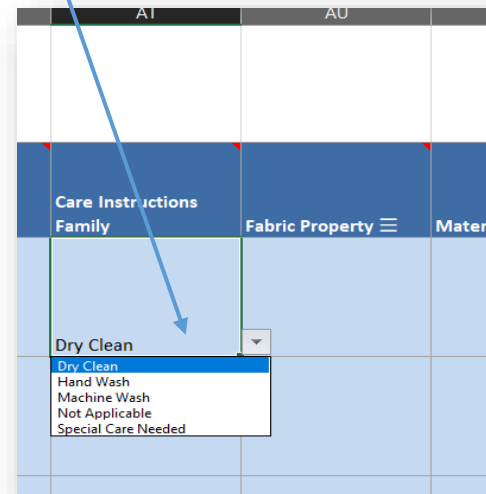 AT
AU
Care Instructions
Family
Fabric Property
Mater
Dry Clean
Dry Clean
Hand Wash
Machine Wash
Not Applicable
Special Care Needed